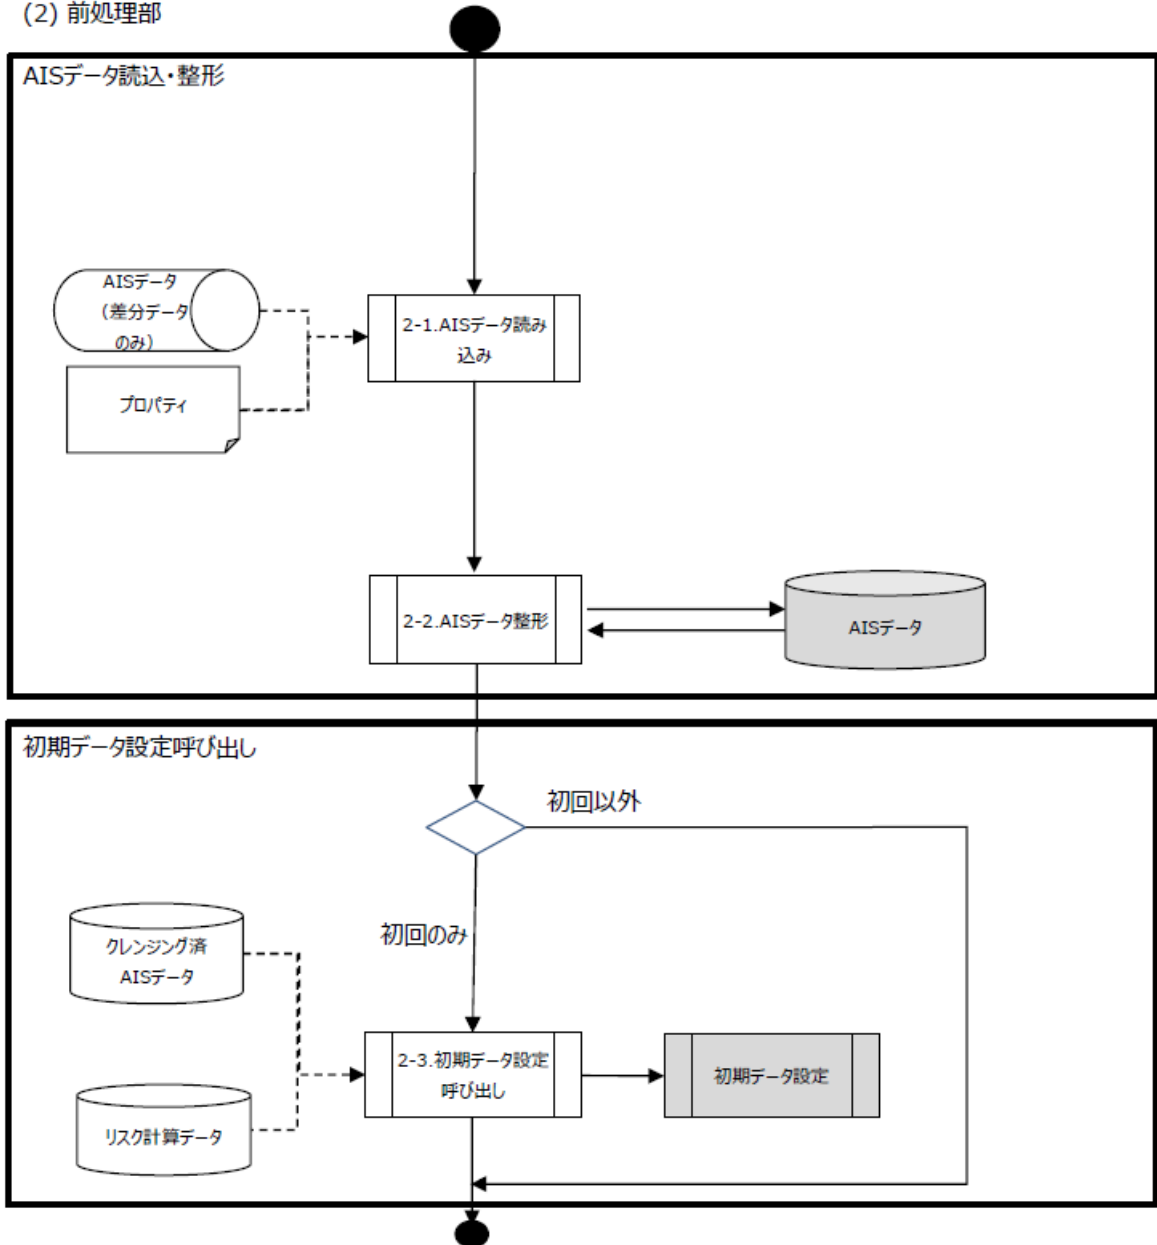 (2) 前処理部
AISデータ読込・整形
AISデータ
（差分データ
のみ）
2-1.AISデータ読み
込み
プロパティ
2-2.AISデータ整形
AISデータ
初期データ設定呼び出し
初回以外
初回のみ
クレンジング済
AISデータ
2-3.初期データ設定
呼び出し
初期データ設定
リスク計算データ